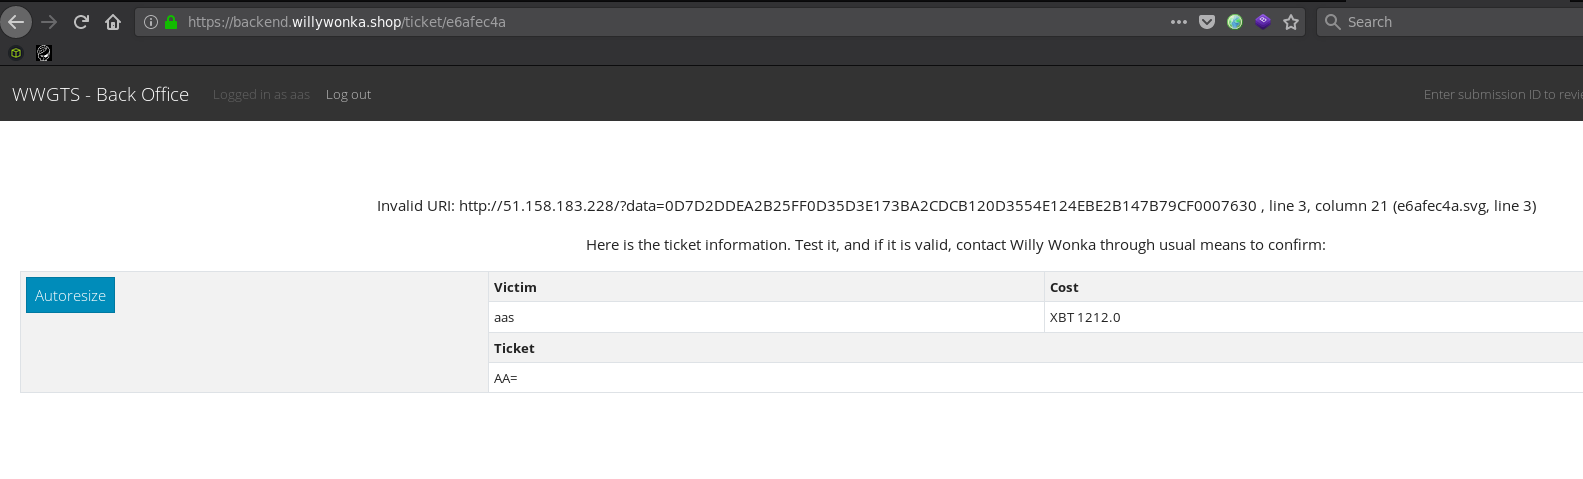 https://backend.willywonka.shop/ticket/e6afec4a
Search
WWGTS - Back Office Logged in as aas Log out Enter submission ID to revie
Invalid URI: http://51.158.183.228/?data=0D7D2DDEA2B25FF0D35D3E173BA2CDCB120D3554E124EBE2B147B79CF0007630 , line 3, column 21 (e6afec4a.svg, line 3)
Here is the ticket information. Test it, and if it is valid, contact Willy Wonka through usual means to confirm:
Autoresize
Victim Cost
aas XBT 1212.0
Ticket
AA=